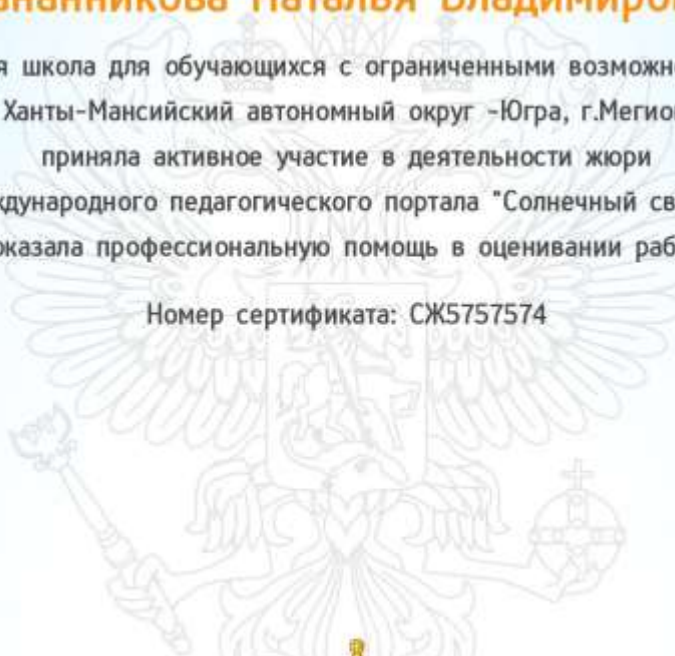 Наталья Владимиров
я школа для обучающихся с ограниченными возможн
Ханты-Мансийский автономный округ -Югра, г.Мегио
приняла активное участие в деятельности жюри
ждународного педагогического портала "Солнечный св
оказала профессиональную помощь в оценивании раб
Номер сертификата: СЖ5757574